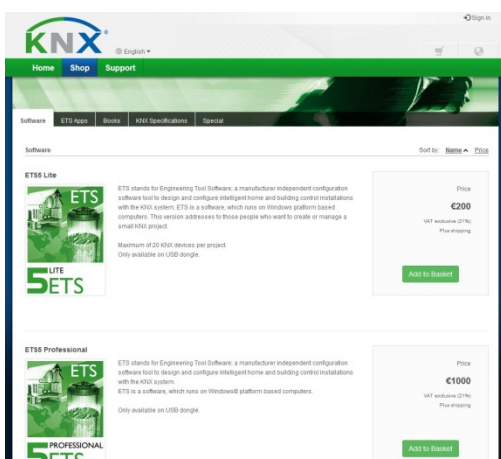 Sign in
KNX
English
Home Shop Support
Software ETS Apps Books KNX Specifications Special
Software
Sort by: Name Price
ETS5 Lite
ETS
LITE
5ETS
ETS stands for Engineering Tool Software; a manufacturer independent configuration
software tool to design and configure intelligent home and building control installations
with the KNX system. ETS is a software, which runs on Windows platform based
computers. This version addresses to those people who want to create or manage a
small KNX project.
Maximum of 20 KNX devices per project.
Only available on USB dongle.
Price
€200
VAT exclusive (21%)
Plus shipping
Add to Basket
ETS5 Professional
ETS
PROFESSIONAL
5ETS
ETS stands for Engineering Tool Software; a manufacturer independent configuration
software tool to design and configure intelligent home and building control installations
with the KNX system.
ETS is a software, which runs on Windows® platform based computers.
Only available on USB dongle.
Price
€1000
VAT exclusive (21%)
Plus shipping
Add to Basket